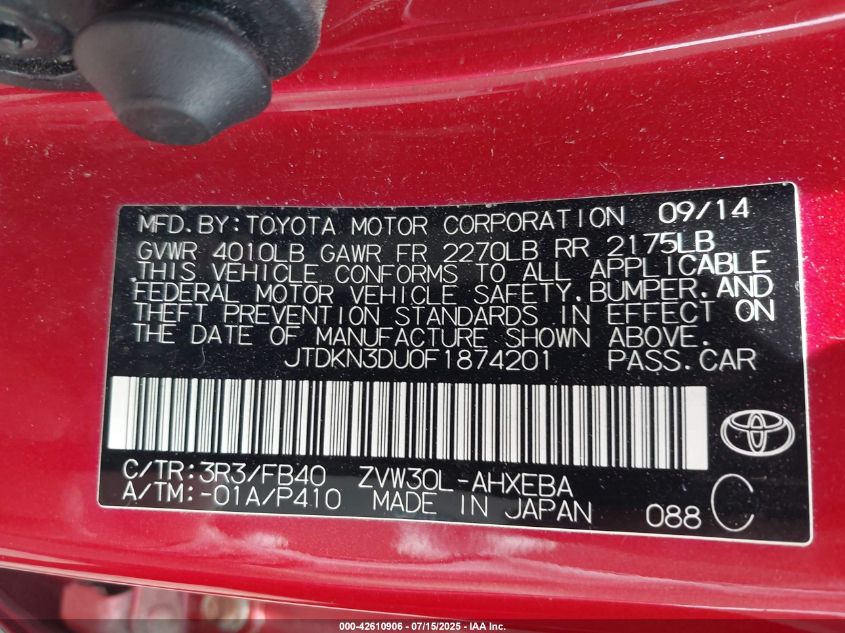 MFD.BY:TOYOTA MOTOR CORPORATION 09/14
GVWR 4010LB GAWR FR 2270LB RR 2175LB
THIS VEHICLE CONFORMS TO ALL APPLICABLE
FEDERAL MOTOR VEHICLE SAFETY,BUMPER,AND
THEFT PREVENTION STANDARDS IN EFFECT ON
THE DATE OF MANUFACTURE SHOWN ABOVE.
JTDKN3DU0F1874201 PASS.CAR
C/TR:3R3/FB40 ZVW30L-AHXEBA
A/TM:-01A/P410 MADE IN JAPAN 088 C
000-42610906 - 07/15/2025 - IAA Inc.